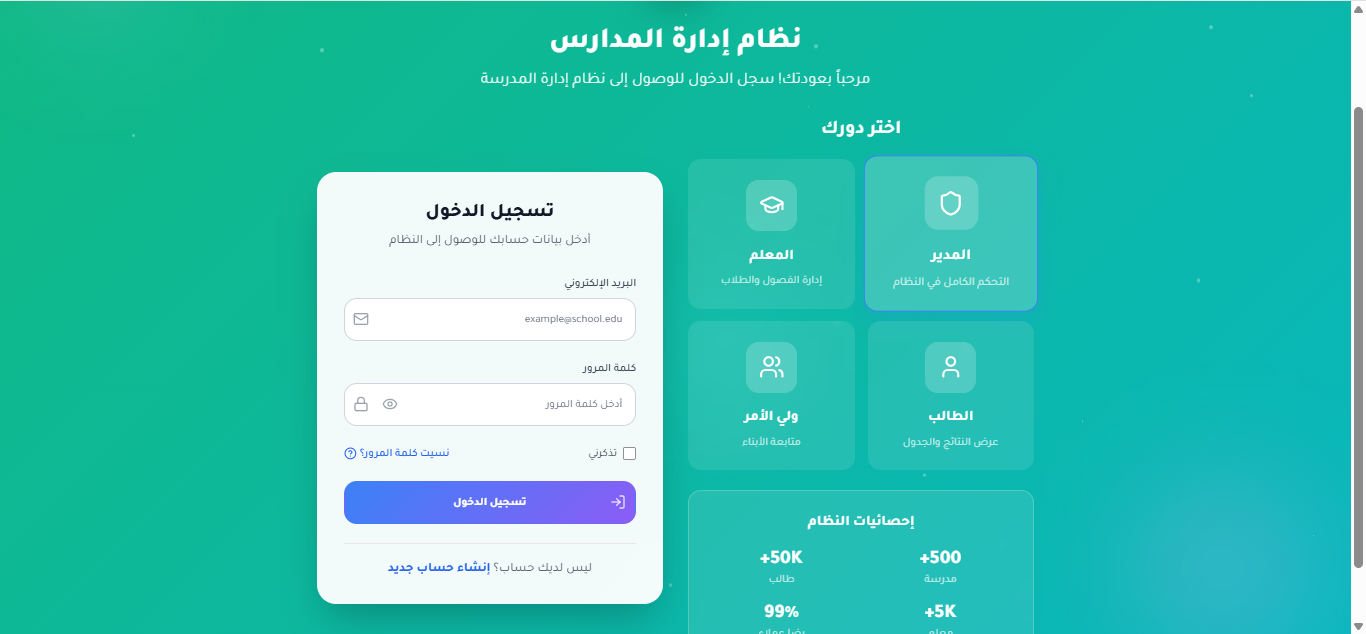 نظام إدارة المدارس
مرحباً بعودتك! سجل الدخول للوصول إلى نظام إدارة المدرسة
اختر دورك
المدير
التحكم الكامل في النظام
المعلم
إدارة الفصول والطلاب
الطالب
عرض النتائج والجدول
ولي الأمر
متابعة الأبناء
إحصائيات النظام
500+
مدرسة
50K+
طالب
5K+
معلم
99%
رضا عملاء
تسجيل الدخول
أدخل بيانات حسابك للوصول إلى النظام
البريد الإلكتروني
example@school.edu
كلمة المرور
أدخل كلمة المرور
تذكرني
نسيت كلمة المرور؟
تسجيل الدخول
ليس لديك حساب؟ إنشاء حساب جديد